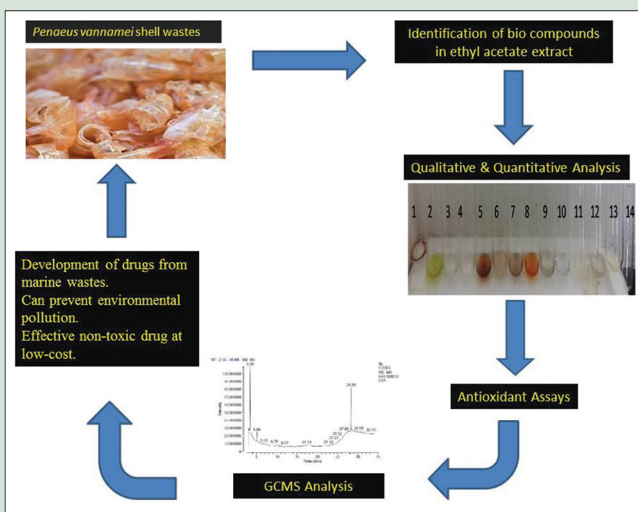 Penaeus vannamei shell wastes
Identification of bio compounds
in ethyl acetate extract
Qualitative & Quantitative Analysis
1 2 3 4 5 6 7 8 9 10 11 12 13 14
Antioxidant Assays
GCMS Analysis
Development of drugs from
marine wastes.
Can prevent environmental
pollution.
Effective non-toxic drug at
low-cost.